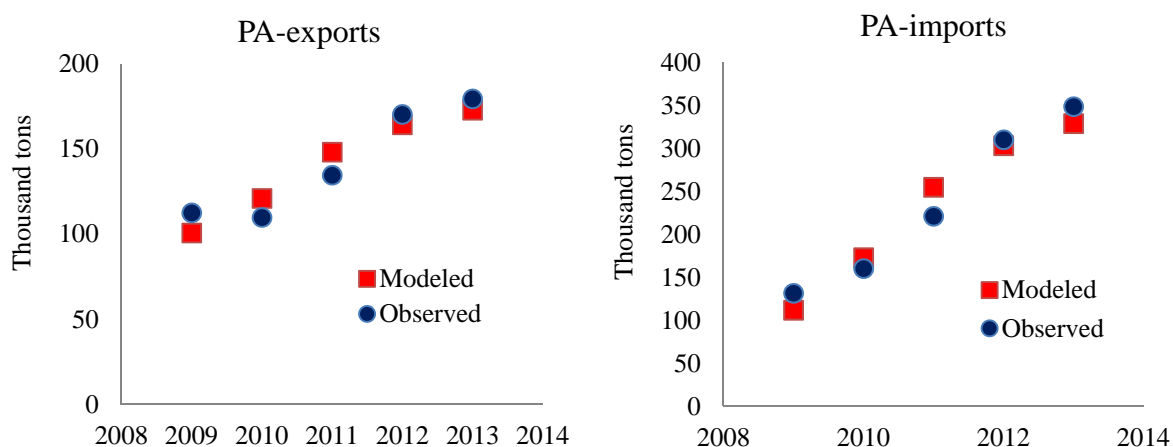 PA-exports
200
150
100
50
0
Thousand tons
2008 2009 2010 2011 2012 2013 2014
Modeled
Observed
PA-imports
400
350
300
250
200
150
100
50
0
Thousand tons
2008 2010 2012 2014
Modeled
Observed